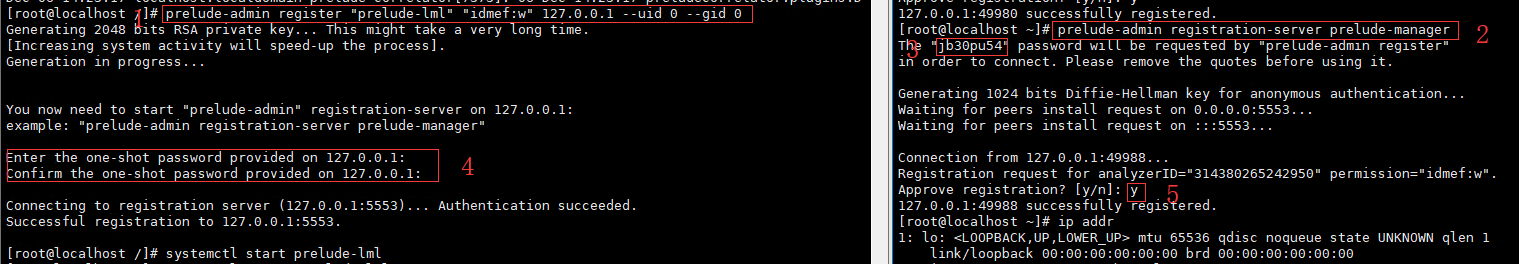 [root@localhost /]# prelude-admin register "prelude-lml" "idmef:w" 127.0.0.1 --uid 0 --gid 0
1
Generating 2048 bits RSA private key... This might take a very long time.
[Increasing system activity will speed-up the process].
Generation in progress...
You now need to start "prelude-admin" registration-server on 127.0.0.1:
example: "prelude-admin registration-server prelude-manager"
Enter the one-shot password provided on 127.0.0.1:
Confirm the one-shot password provided on 127.0.0.1:
4
Connecting to registration server (127.0.0.1:5553)... Authentication succeeded.
Successful registration to 127.0.0.1:5553.
[root@localhost /]# systemctl start prelude-lml
Approve registration? [y/n]: y
127.0.0.1:49980 successfully registered.
[root@localhost ~]# prelude-admin registration-server prelude-manager
2
The "jb30pu54" password will be requested by "prelude-admin register"
3
in order to connect. Please remove the quotes before using it.
Generating 1024 bits Diffie-Hellman key for anonymous authentication...
Waiting for peers install request on 0.0.0.0:5553...
Waiting for peers install request on :::5553...
Connection from 127.0.0.1:49988...
Registration request for analyzerID="314380265242950" permission="idmef:w".
Approve registration? [y/n]: y
5
127.0.0.1:49988 successfully registered.
[root@localhost ~]# ip addr
1: lo: <LOOPBACK,UP,LOWER_UP> mtu 65536 qdisc noqueue state UNKNOWN qlen 1
link/loopback 00:00:00:00:00:00 brd 00:00:00:00:00:00